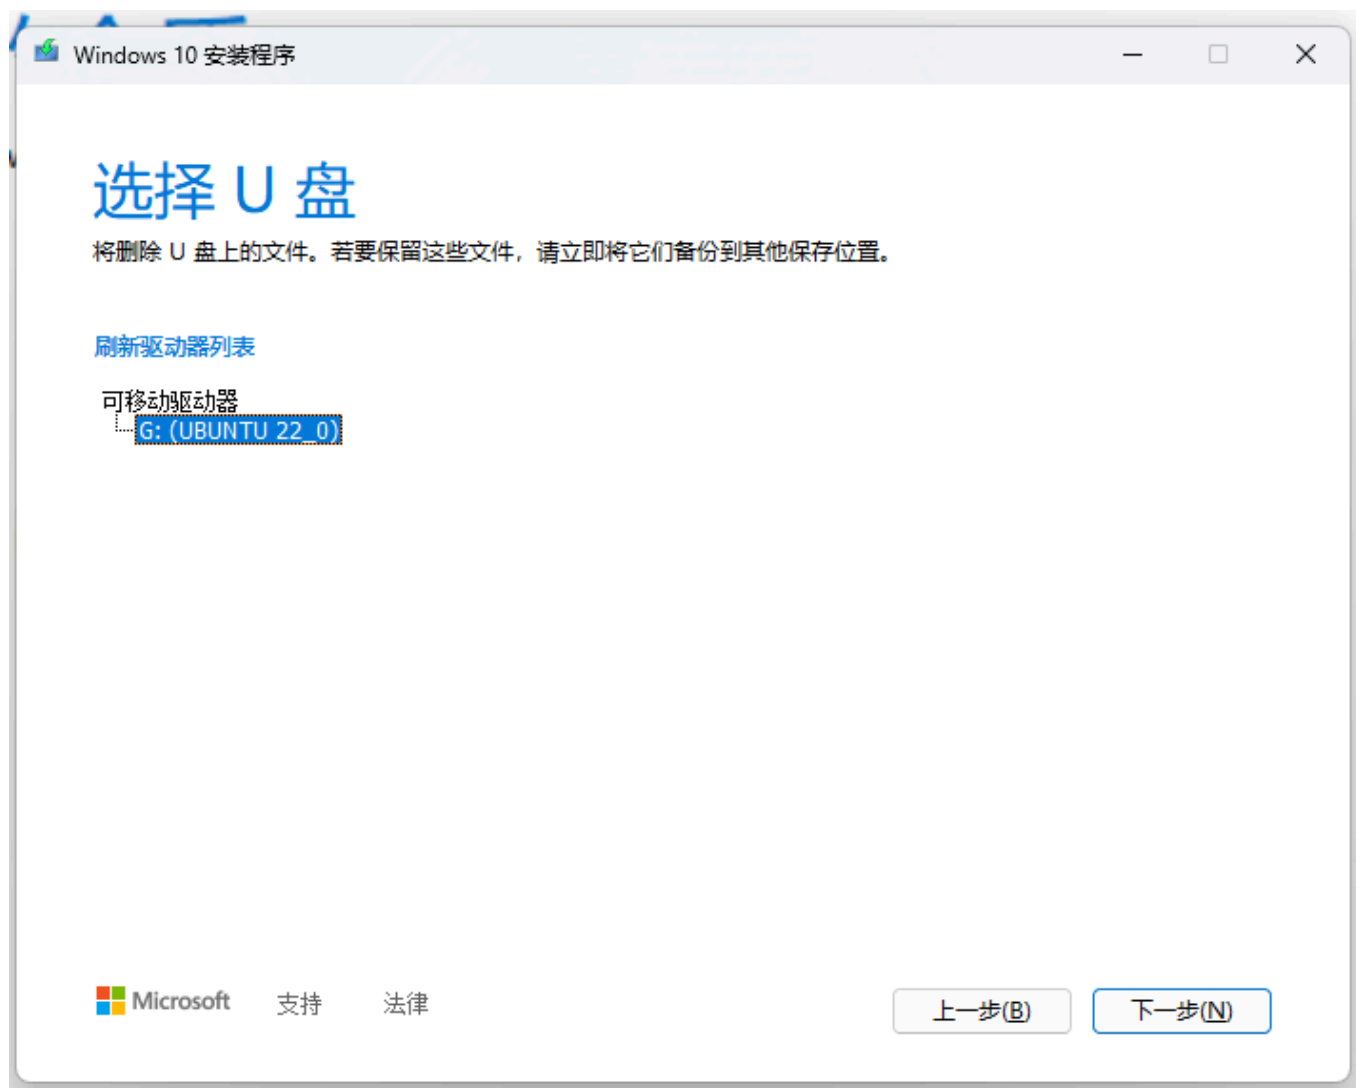 Windows 10 安装程序
选择 U 盘
将删除 U 盘上的文件。若要保留这些文件，请立即将它们备份到其他保存位置。
刷新驱动器列表
可移动驱动器
G: (UBUNTU 22_0)
Microsoft 支持 法律 上一步(B) 下一步(N)